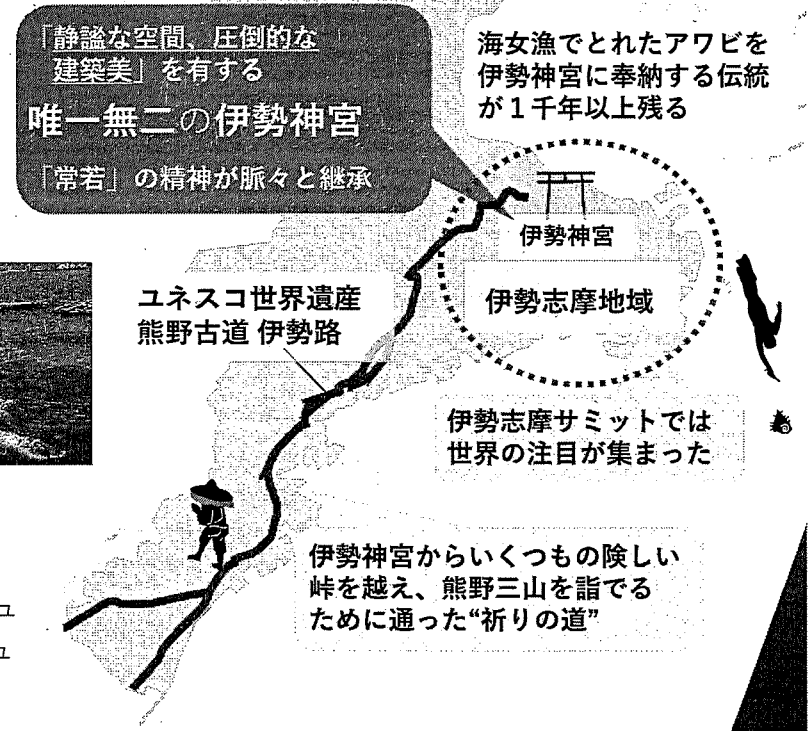 「静謐な空間、圧倒的な
建築美」を有する
唯一無二の伊勢神宮
「常若」の精神が脈々と継承
海女漁でとれたアワビを
伊勢神宮に奉納する伝統
が1千年以上残る
伊勢神宮
伊勢志摩地域
ユネスコ世界遺産
熊野古道 伊勢路
伊勢志摩サミットでは
世界の注目が集まった
伊勢神宮からいくつもの険しい
峠を越え、熊野三山を詣でる
ために通った“祈りの道”
ュ
ュ